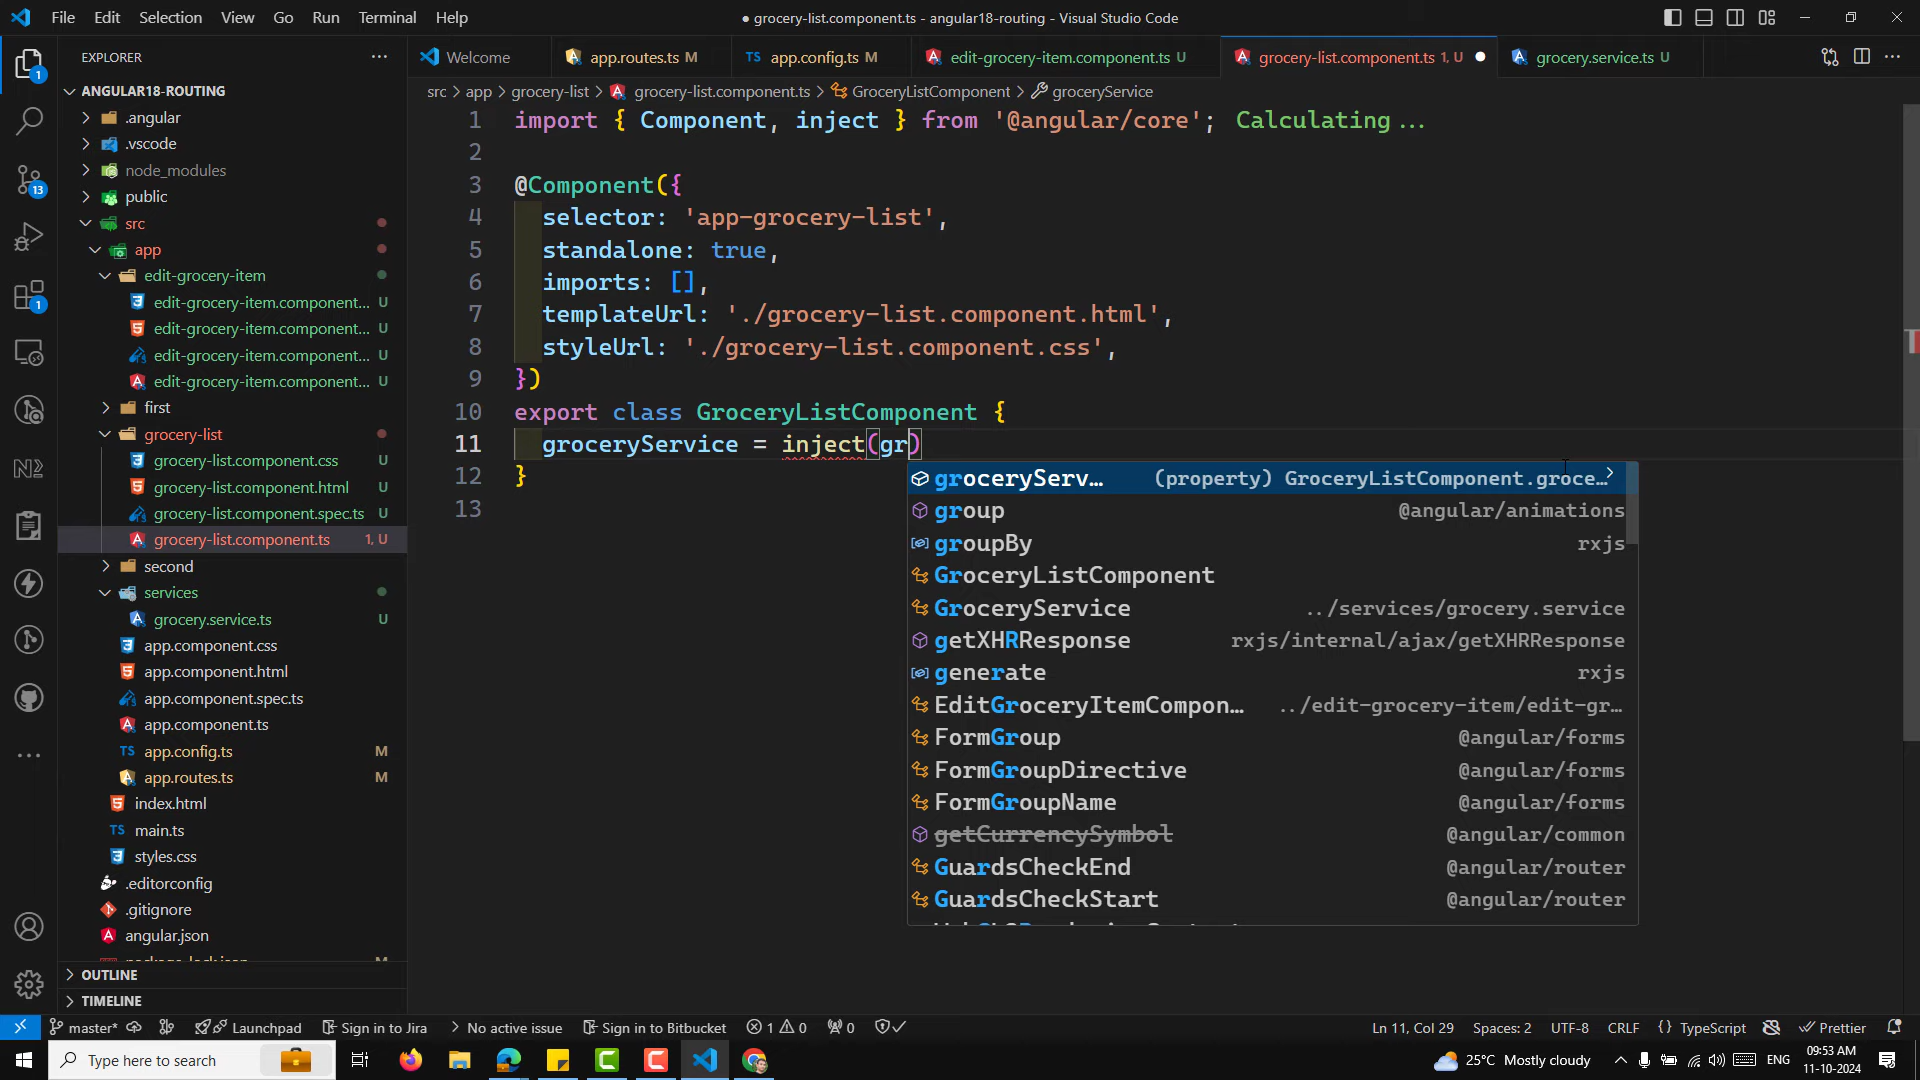 File Edit Selection View Go Run Terminal Help
● grocery-list.component.ts - angular18-routing - Visual Studio Code
EXPLORER
Welcome
app.routes.ts M
TS app.config.ts M
edit-grocery-item.component.ts U
grocery-list.component.ts 1, U
grocery.service.ts U
src > app > grocery-list > grocery-list.component.ts > GroceryListComponent > groceryService
ANGULAR18-ROUTING
.angular
.vscode
node_modules
public
src
app
edit-grocery-item
edit-grocery-item.component... U
edit-grocery-item.component... U
edit-grocery-item.component... U
edit-grocery-item.component... U
first
grocery-list
grocery-list.component.css U
grocery-list.component.html U
grocery-list.component.spec.ts U
grocery-list.component.ts 1, U
second
services
grocery.service.ts U
app.component.css
app.component.html
app.component.spec.ts
app.component.ts
TS app.config.ts M
app.routes.ts M
index.html
TS main.ts
styles.css
.editorconfig
.gitignore
angular.json
package-lock.json M
OUTLINE
TIMELINE
1
13
1
1 import { Component, inject } from '@angular/core'; Calculating...
2
3 @Component({
4 selector: 'app-grocery-list',
5 standalone: true,
6 imports: [],
7 templateUrl: './grocery-list.component.html',
8 styleUrl: './grocery-list.component.css',
9 })
10 export class GroceryListComponent {
11 groceryService = inject(gr)
12 }
13
groceryServ... (property) GroceryListComponent.groce...
group @angular/animations
groupBy rxjs
GroceryListComponent
GroceryService ../services/grocery.service
getXHRResponse rxjs/internal/ajax/getXHRResponse
generate rxjs
EditGroceryItemCompon... ../edit-grocery-item/edit-gr...
FormGroup @angular/forms
FormGroupDirective @angular/forms
FormGroupName @angular/forms
getCurrencySymbol @angular/common
GuardsCheckEnd @angular/router
GuardsCheckStart @angular/router
master* Launchpad Sign in to Jira No active issue Sign in to Bitbucket 1 0 0 Ln 11, Col 29 Spaces: 2 UTF-8 CRLF {} TypeScript Prettier
Type here to search
25°C Mostly cloudy
ENG
09:53 AM
11-10-2024